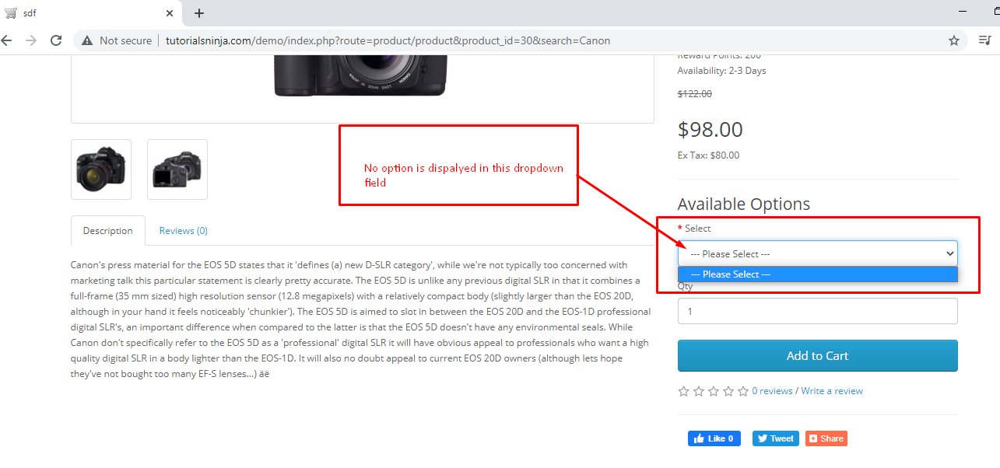 sdf
Not secure
tutorialsninja.com/demo/index.php?route=product/product&product_id=30&search=Canon
CANON
LENS MADE IN JAPAN
Reward Points: 200
Availability: 2-3 Days
$122.00
$98.00
Ex Tax: $80.00
No option is dispalyed in this dropdown
field
Available Options
* Select
--- Please Select ---
--- Please Select ---
Qty
1
Add to Cart
0 reviews / Write a review
Like 0
Tweet
Share
Description
Reviews (0)
Canon's press material for the EOS 5D states that it 'defines (a) new D-SLR category', while we're not typically too concerned with
marketing talk this particular statement is clearly pretty accurate. The EOS 5D is unlike any previous digital SLR in that it combines a
full-frame (35 mm sized) high resolution sensor (12.8 megapixels) with a relatively compact body (slightly larger than the EOS 20D,
although in your hand it feels noticeably 'chunkier'). The EOS 5D is aimed to slot in between the EOS 20D and the EOS-1D professional
digital SLR's, an important difference when compared to the latter is that the EOS 5D doesn't have any environmental seals. While
Canon don't specifically refer to the EOS 5D as a 'professional' digital SLR it will have obvious appeal to professionals who want a high
quality digital SLR in a body lighter than the EOS-1D. It will also no doubt appeal to current EOS 20D owners (although lets hope
they've not bought too many EF-S lenses...) äë